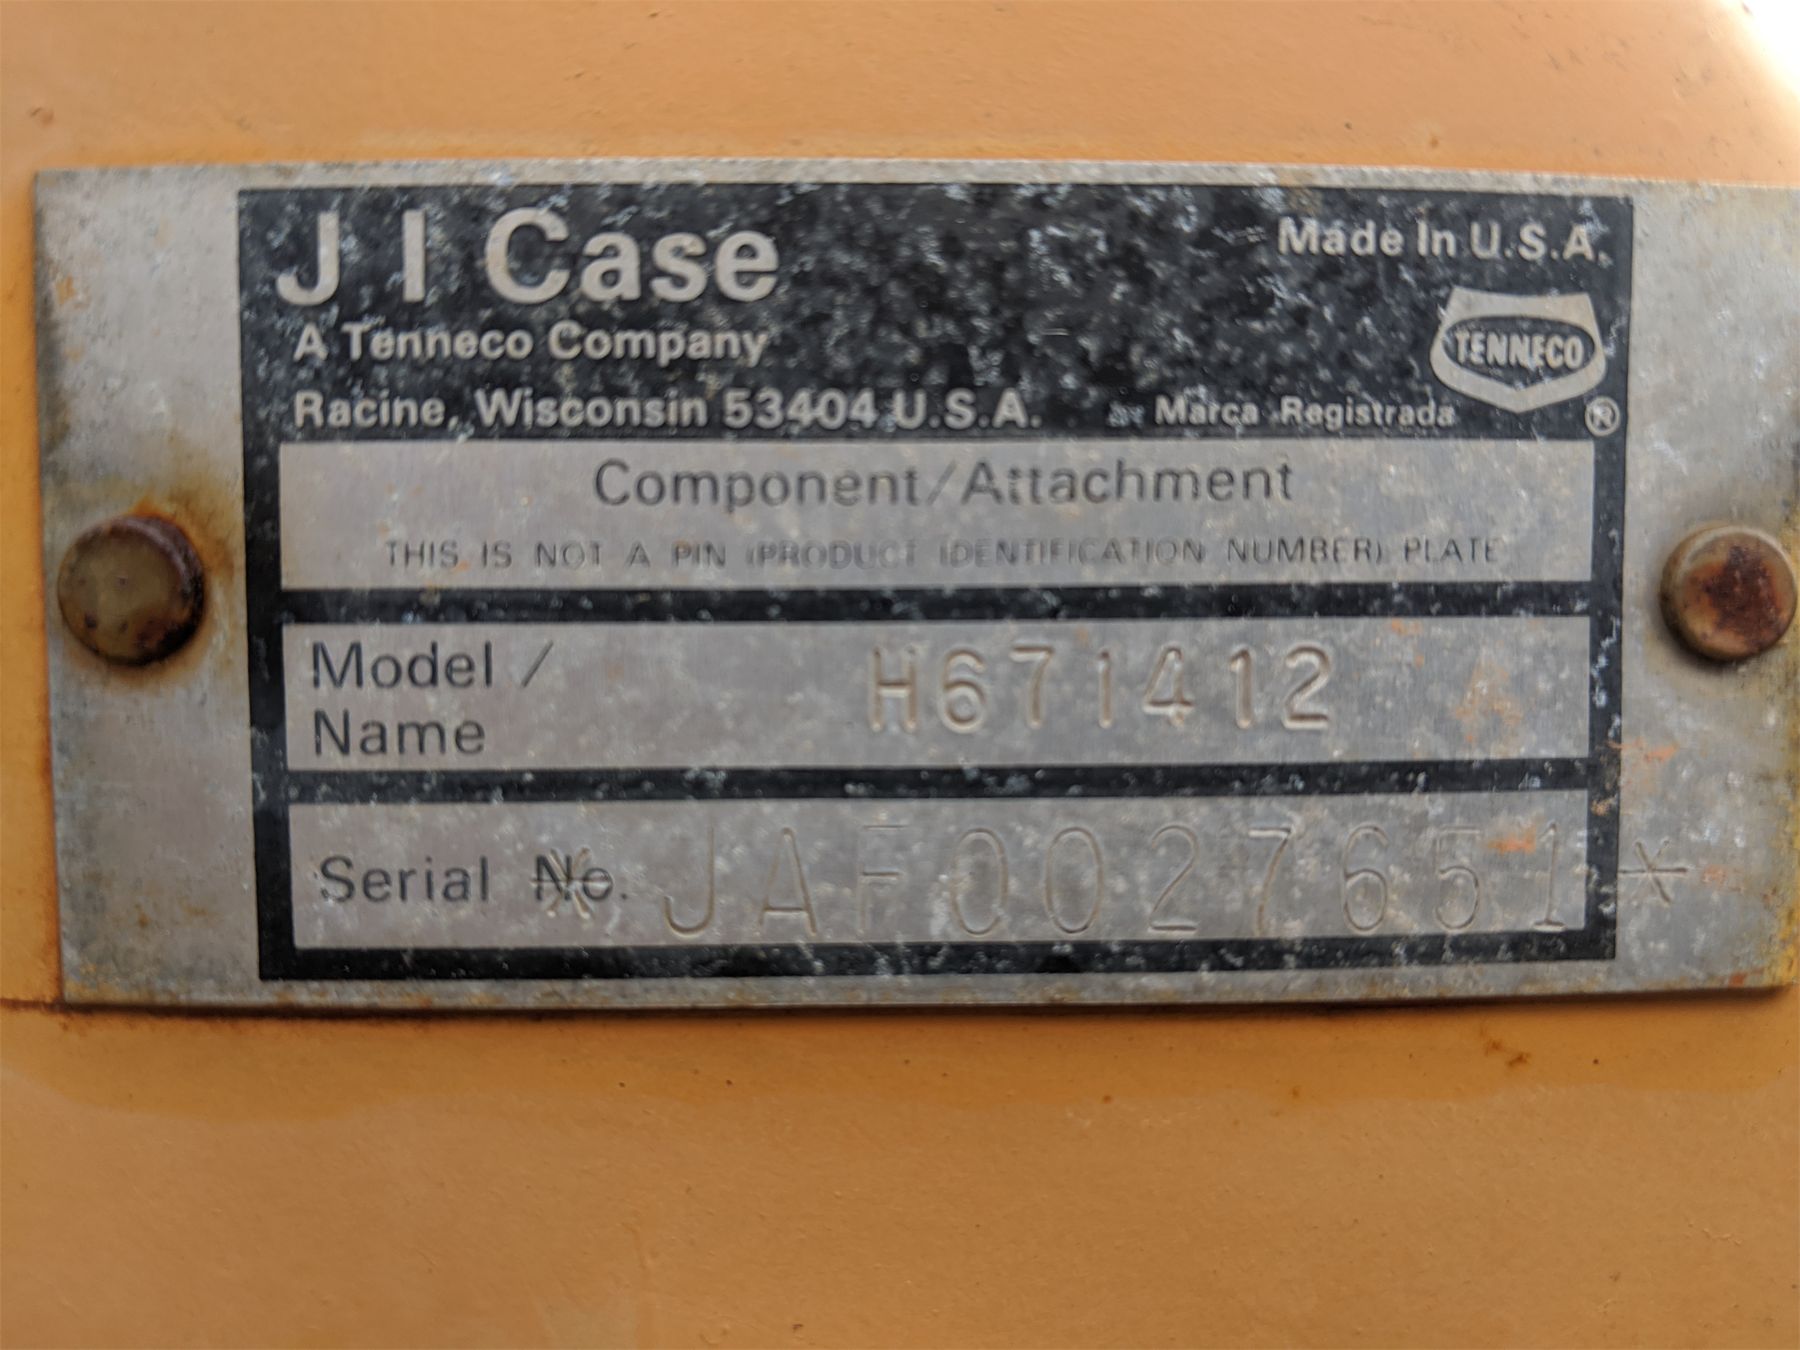 J I Case
Made In U.S.A.
A Tenneco Company
TENNECO
Racine, Wisconsin 53404 U.S.A.
Marca Registrada ®
Component/Attachment
THIS IS NOT A PIN (PRODUCT IDENTIFICATION NUMBER) PLATE
Model /
Name
H671412
Serial No. *JAF0027651*